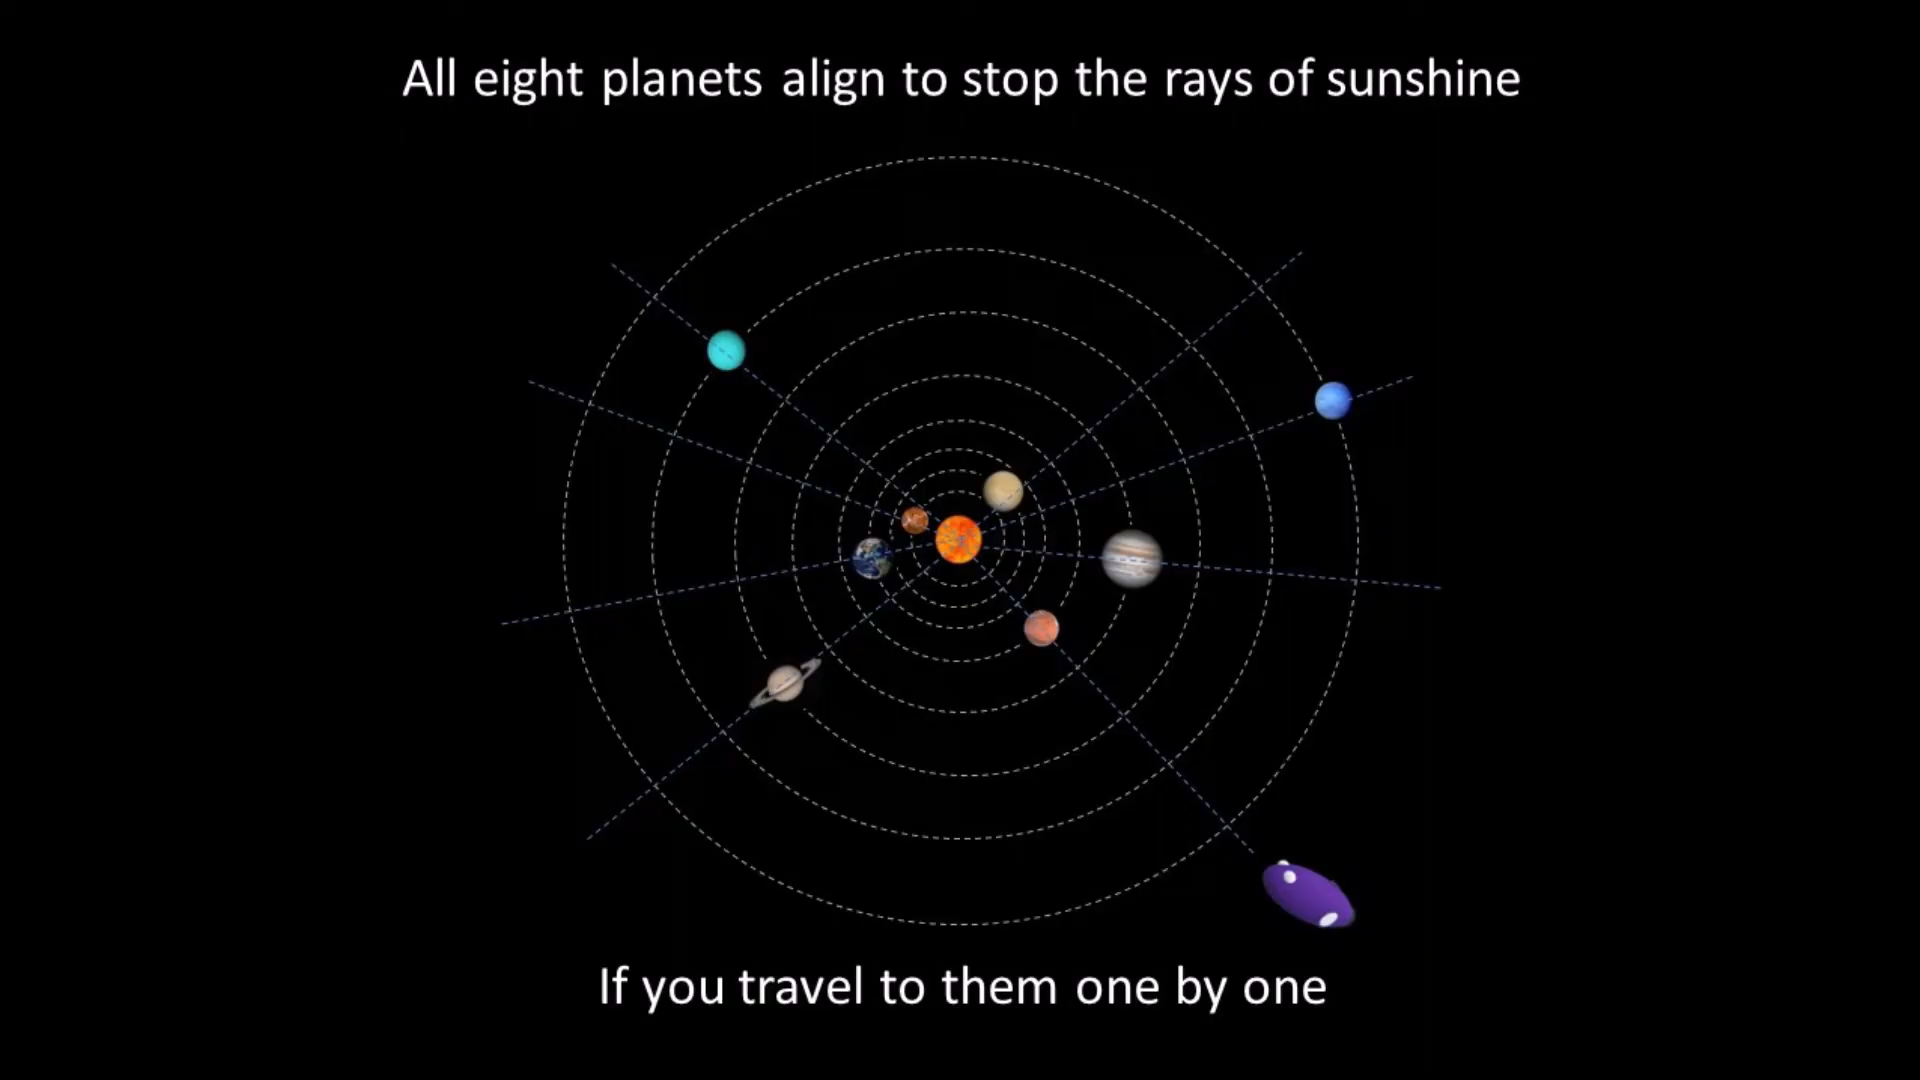 All eight planets align to stop the rays of sunshine
If you travel to them one by one